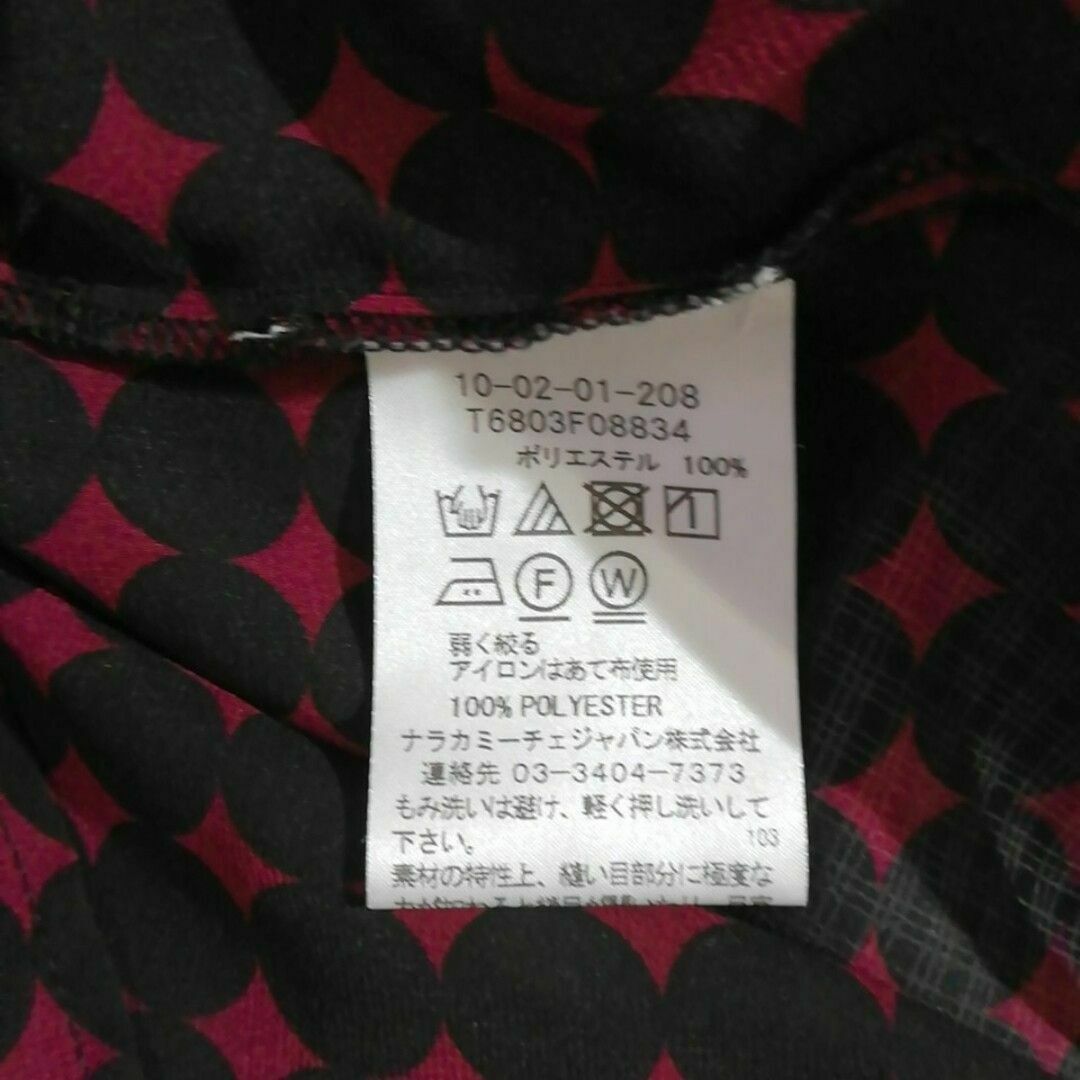 10-02-01-208
T6803F08834
ポリエステル 100%
F W
弱く絞る
アイロンはあて布使用
100% POLYESTER
ナラカミーチェジャパン株式会社
連絡先 03-3404-7373
もみ洗いは避け、軽く押し洗いして
下さい。 103
素材の特性上、縫い目部分に極度な